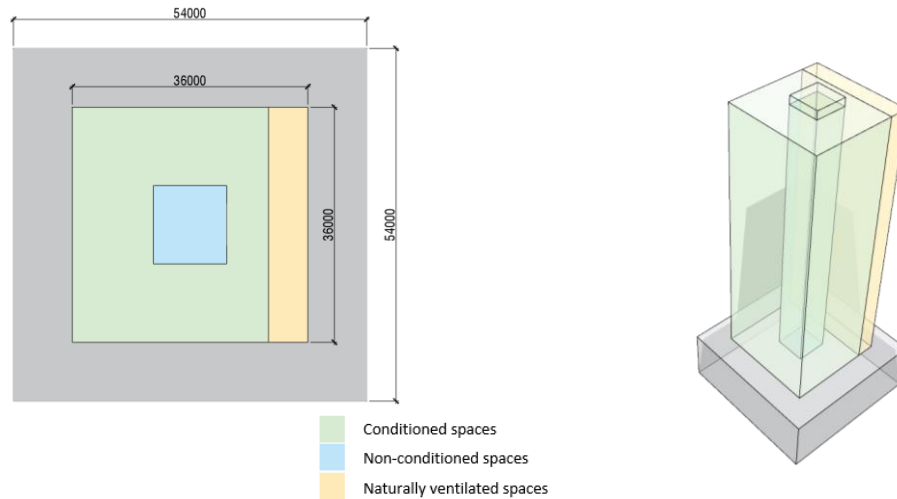 54000
36000
36000
54000
Conditioned spaces
Non-conditioned spaces
Naturally ventilated spaces